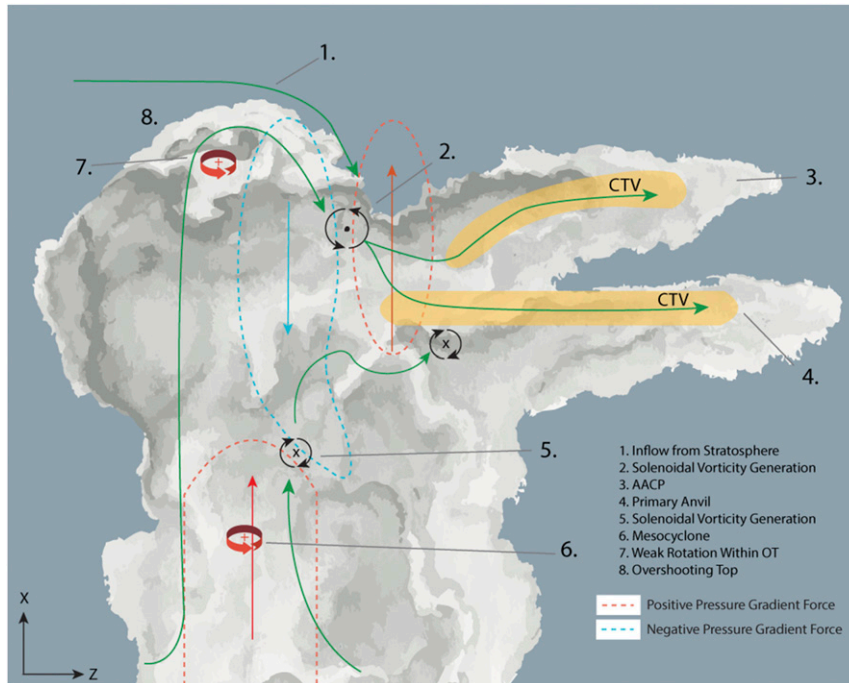 1.
8.
7.
2.
CTV
3.
CTV
4.
x
x
5.
6.
1. Inflow from Stratosphere
2. Solenoidal Vorticity Generation
3. AACP
4. Primary Anvil
5. Solenoidal Vorticity Generation
6. Mesocyclone
7. Weak Rotation Within OT
8. Overshooting Top
Positive Pressure Gradient Force
Negative Pressure Gradient Force
X
Z